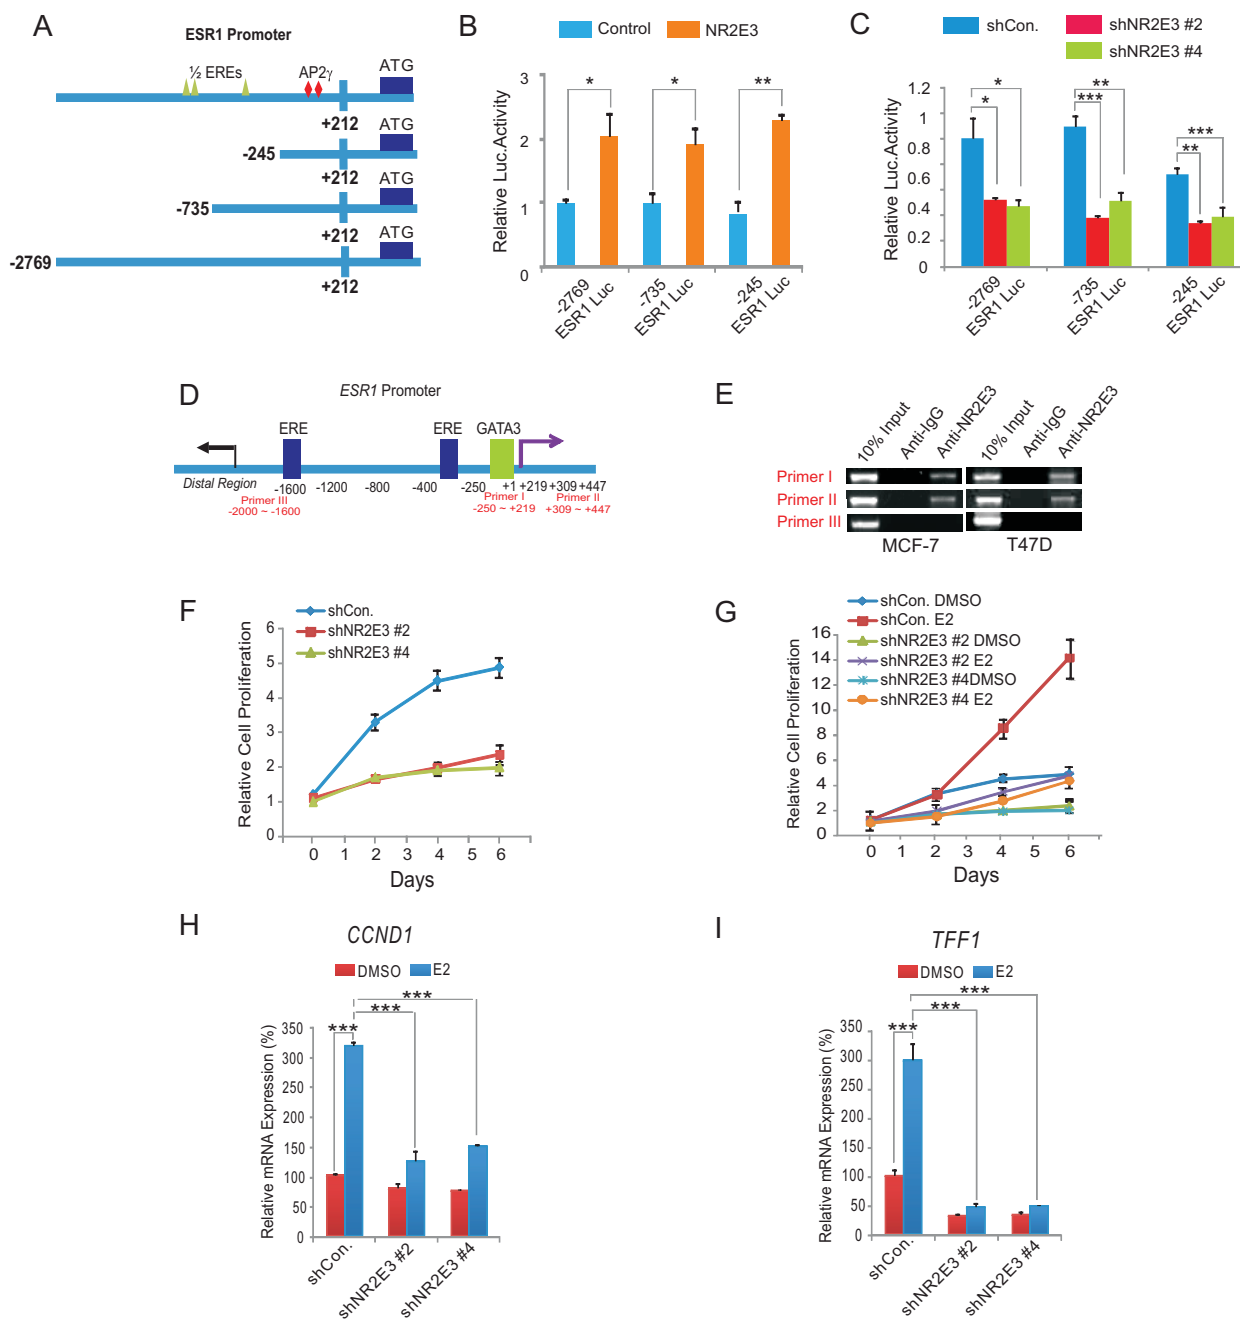 A
ESR1 Promoter
½ EREs
AP2γ
ATG
+212
ATG
-245
+212
ATG
-735
+212
ATG
-2769
+212
B
Control
NR2E3
Relative Luc.Activity
3
2
1
0
*
*
**
-2769
ESR1 Luc
-735
ESR1 Luc
-245
ESR1 Luc
C
shCon.
shNR2E3 #2
shNR2E3 #4
Relative Luc.Activity
1.2
1
0.8
0.6
0.4
0.2
0
*
*
**
***
***
**
-2769
ESR1 Luc
-735
ESR1 Luc
-245
ESR1 Luc
D
ESR1 Promoter
ERE
ERE
GATA3
Distal Region
-1600
-1200
-800
-400
-250
+1
+219
+309
+447
Primer III
-2000 ~ -1600
Primer I
-250 ~ +219
Primer II
+309 ~ +447
E
10% Input
Anti-IgG
Anti-NR2E3
10% Input
Anti-IgG
Anti-NR2E3
Primer I
Primer II
Primer III
MCF-7
T47D
F
shCon.
shNR2E3 #2
shNR2E3 #4
Relative Cell Proliferation
6
5
4
3
2
1
0
0 1 2 3 4 5 6
Days
G
shCon. DMSO
shCon. E2
shNR2E3 #2 DMSO
shNR2E3 #2 E2
shNR2E3 #4DMSO
shNR2E3 #4 E2
Relative Cell Proliferation
16
14
12
10
8
6
4
2
0
0 1 2 3 4 5 6
Days
H
CCND1
DMSO
E2
Relative mRNA Expression (%)
350
300
250
200
150
100
50
0
***
***
***
shCon.
shNR2E3 #2
shNR2E3 #4
I
TFF1
DMSO
E2
Relative mRNA Expression (%)
350
300
250
200
150
100
50
0
***
***
***
shCon.
shNR2E3 #2
shNR2E3 #4